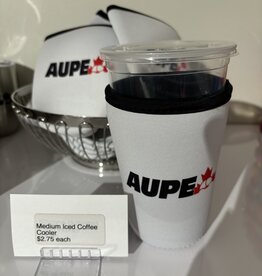 AUPE
AUPE
Medium Iced Coffee
Cooler
$2.75 each